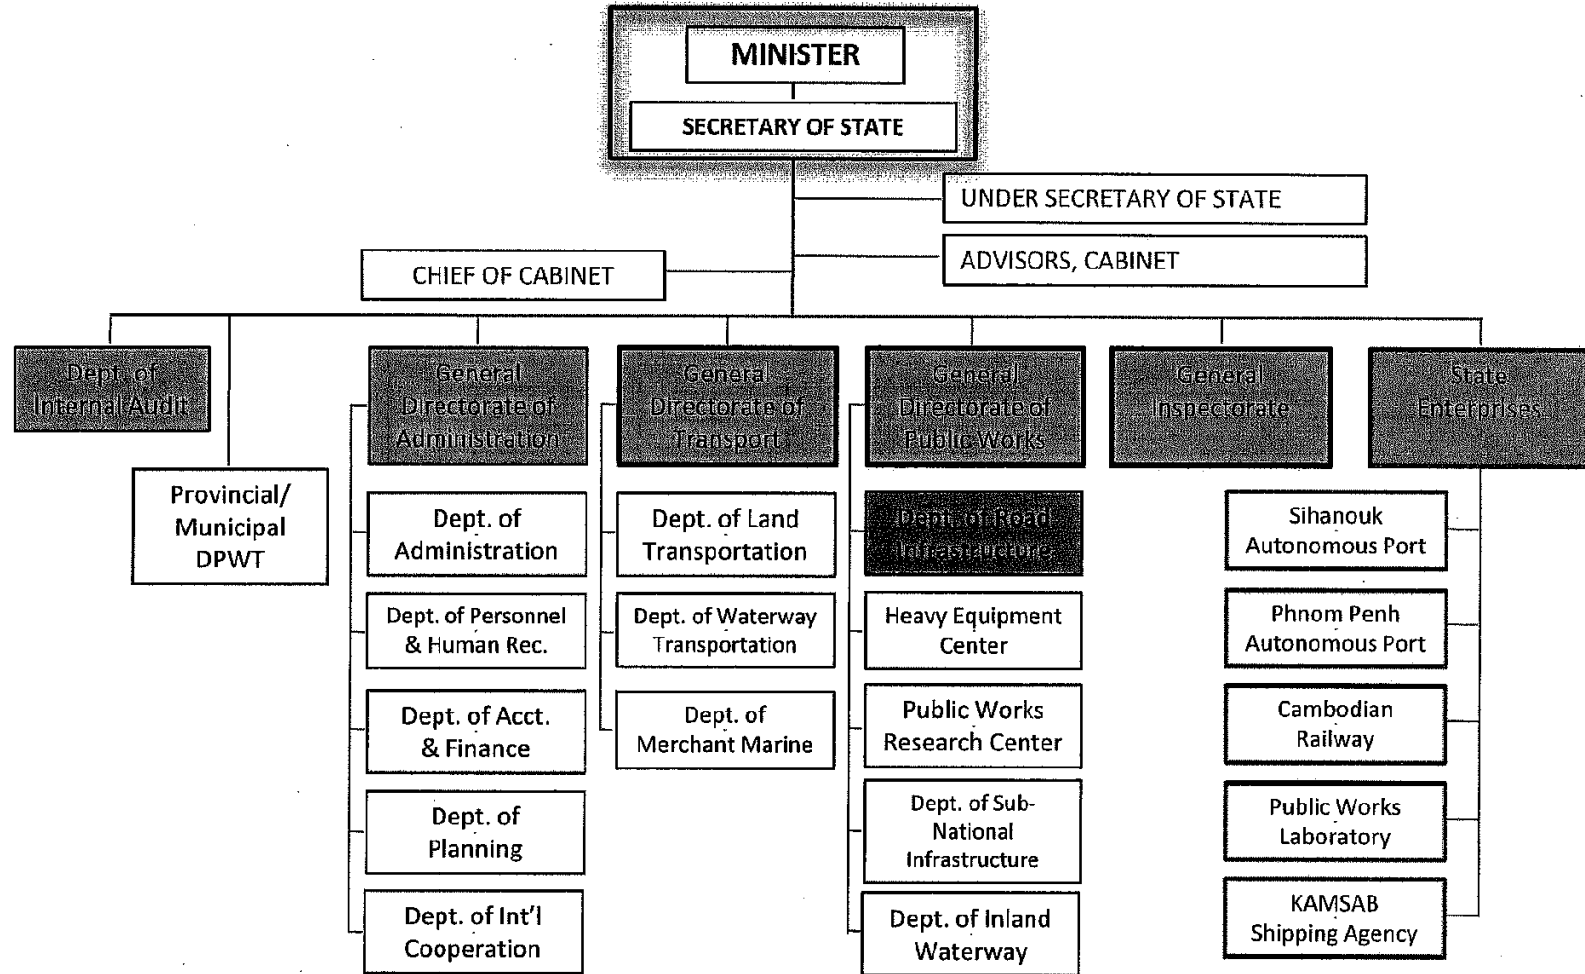 MINISTER
SECRETARY OF STATE
UNDER SECRETARY OF STATE
ADVISORS, CABINET
CHIEF OF CABINET
Dept. of
Internal Audit
Provincial/
Municipal
DPWT
General
Directorate of
Administration
Dept. of
Administration
Dept. of Personnel
& Human Rec.
Dept. of Acct.
& Finance
Dept. of
Planning
Dept. of Int'l
Cooperation
General
Directorate of
Transport
Dept. of Land
Transportation
Dept. of Waterway
Transportation
Dept. of
Merchant Marine
General
Directorate of
Public Works
Dept. of Road
Infrastructure
Heavy Equipment
Center
Public Works
Research Center
Dept. of Sub-
National
Infrastructure
Dept. of Inland
Waterway
General
Inspectorate
State
Enterprises
Sihanouk
Autonomous Port
Phnom Penh
Autonomous Port
Cambodian
Railway
Public Works
Laboratory
KAMSAB
Shipping Agency